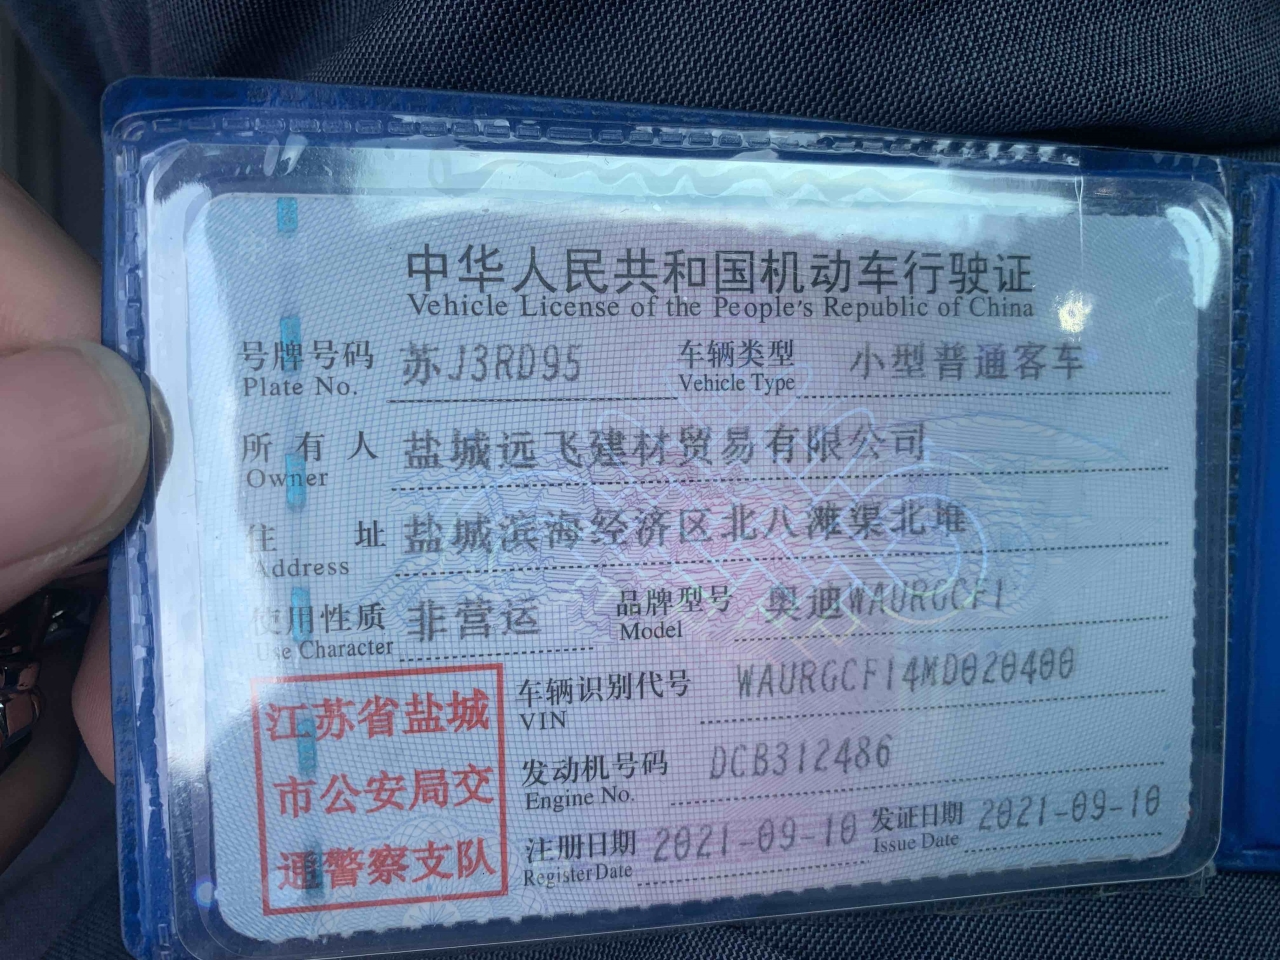 中华人民共和国机动车行驶证
Vehicle License of the People's Republic of China
号牌号码 苏J3RD95 车辆类型 小型普通客车
Plate No. Vehicle Type
所有人 盐城远飞建材贸易有限公司
Owner
住址 盐城滨海经济区北八滩渠北堆
Address
使用性质 非营运 品牌型号 奥迪WAURGCF1
Use Character Model
江苏省盐城
市公安局交
通警察支队
车辆识别代号 WAURGCF14MD020400
VIN
发动机号码 DCB312486
Engine No.
注册日期 2021-09-10 发证日期 2021-09-10
Register Date Issue Date